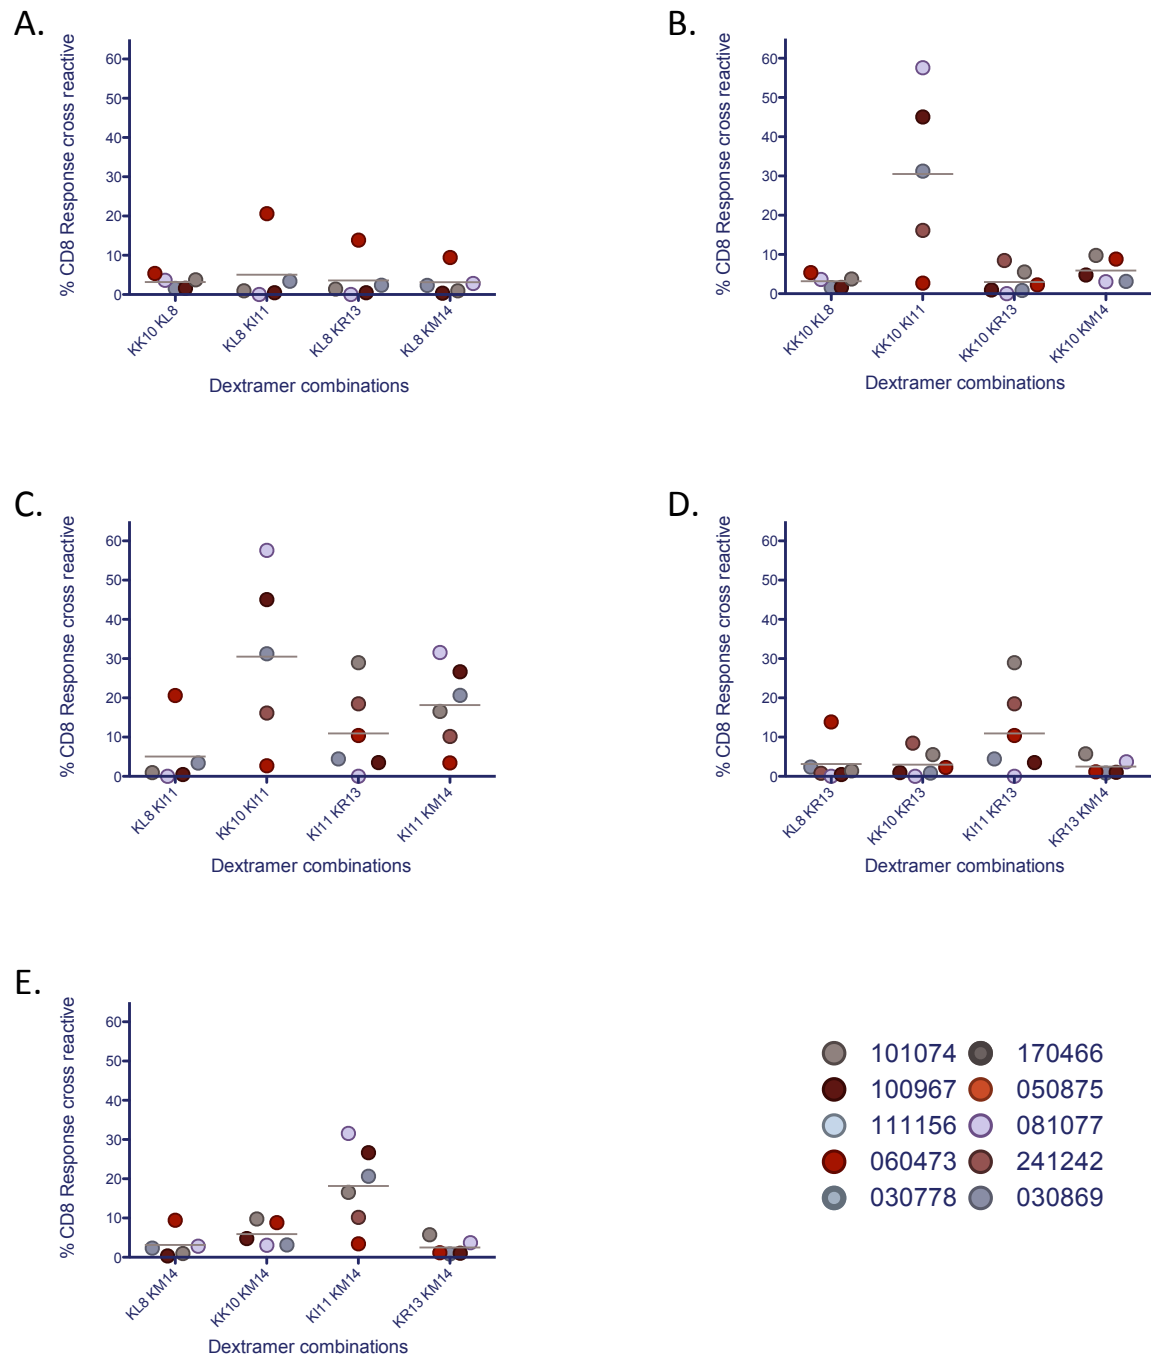 A.
% CD8 Response cross reactive
60
50
40
30
20
10
0
KK10 KL8
KL8 KI11
KL8 KR13
KL8 KM14
Dextramer combinations
B.
% CD8 Response cross reactive
60
50
40
30
20
10
0
KK10 KL8
KK10 KI11
KK10 KR13
KK10 KM14
Dextramer combinations
C.
% CD8 Response cross reactive
60
50
40
30
20
10
0
KL8 KI11
KK10 KI11
KI11 KR13
KI11 KM14
Dextramer combinations
D.
% CD8 Response cross reactive
60
50
40
30
20
10
0
KL8 KR13
KK10 KR13
KI11 KR13
KR13 KM14
Dextramer combinations
E.
% CD8 Response cross reactive
60
50
40
30
20
10
0
KL8 KM14
KK10 KM14
KI11 KM14
KR13 KM14
Dextramer combinations
101074 170466
100967 050875
111156 081077
060473 241242
030778 030869